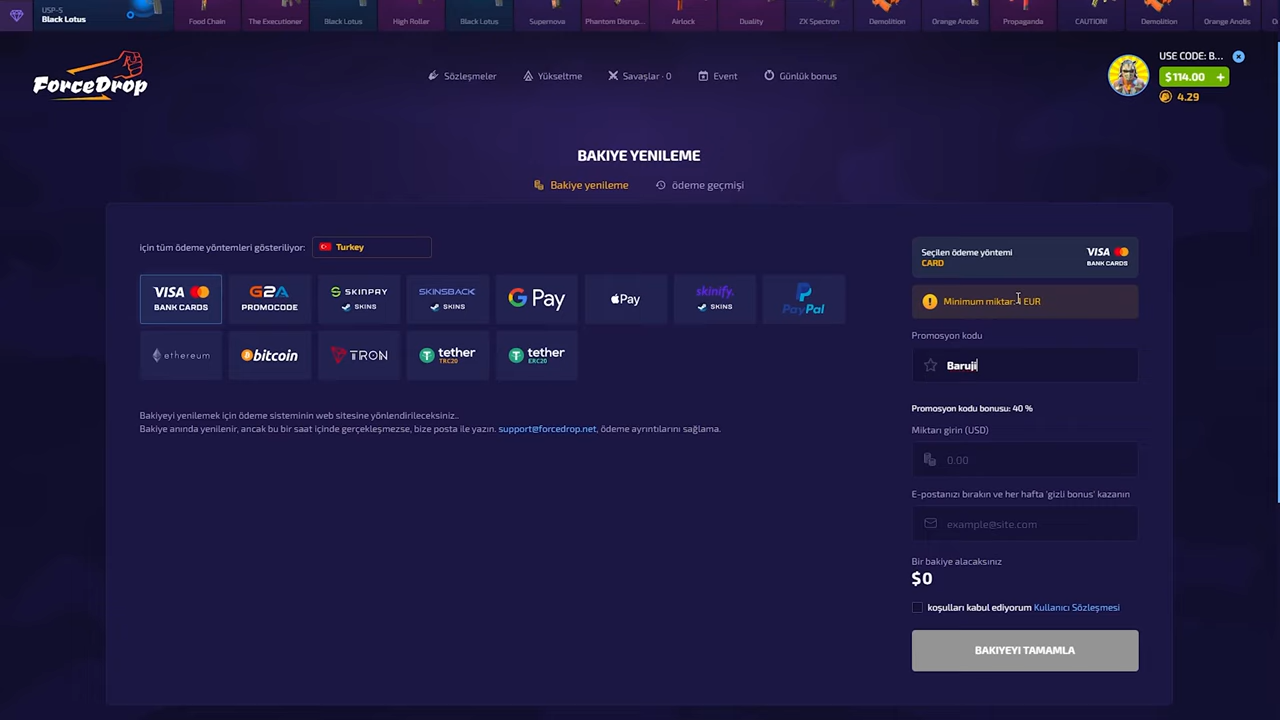 USP-S
Black Lotus
Food Chain
The Executioner
Black Lotus
High Roller
Black Lotus
Supernova
Phantom Disrup...
Airlock
Duality
ZX Spectron
Demolition
Orange Anolis
Propaganda
CAUTION!
Demolition
Orange Anolis
ForceDrop
Sözleşmeler
Yükseltme
Savaşlar · 0
Event
Günlük bonus
USE CODE: B...
$114.00 +
4.29
BAKIYE YENILEME
Bakiye yenileme
ödeme geçmişi
için tüm ödeme yöntemleri gösteriliyor:
Turkey
VISA
BANK CARDS
G2A
PROMOCODE
SKINPAY
SKINS
SKINSBACK
SKINS
G Pay
Pay
skinify.
SKINS
PayPal
ethereum
bitcoin
TRON
tether
TRC20
tether
ERC20
Bakiyeyi yenilemek için ödeme sisteminin web sitesine yönlendirileceksiniz..
Bakiye anında yenilenir, ancak bu bir saat içinde gerçekleşmezse, bize posta ile yazın. support@forcedrop.net, ödeme ayrıntılarını sağlama.
Seçilen ödeme yöntemi
CARD
VISA
BANK CARDS
Minimum miktar: EUR
Promosyon kodu
Baruji
Promosyon kodu bonusu: 40 %
Miktarı girin (USD)
0.00
E-postanızı bırakın ve her hafta 'gizli bonus' kazanın
example@site.com
Bir bakiye alacaksınız
$0
koşulları kabul ediyorum Kullanıcı Sözleşmesi
BAKIYEYI TAMAMLA